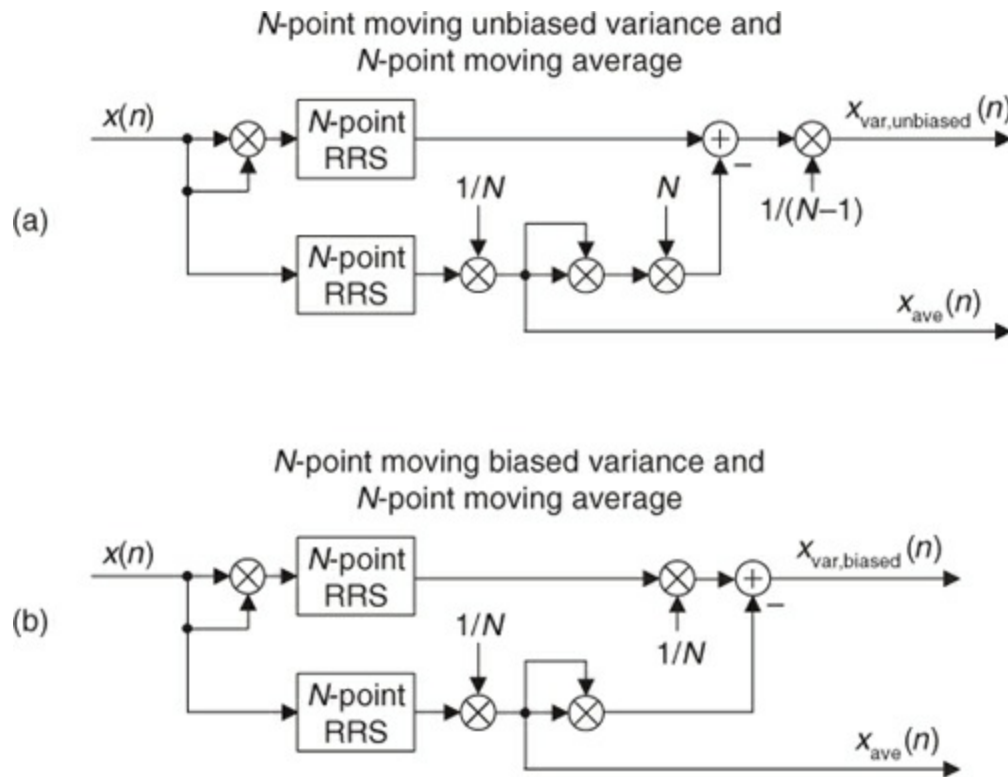 N-point moving unbiased variance and
N-point moving average
x(n)
N-point
RRS
x_var,unbiased (n)
1/N
N
1/(N–1)
(a)
N-point
RRS
x_ave (n)
N-point moving biased variance and
N-point moving average
x(n)
N-point
RRS
x_var,biased (n)
1/N
1/N
(b)
N-point
RRS
x_ave (n)